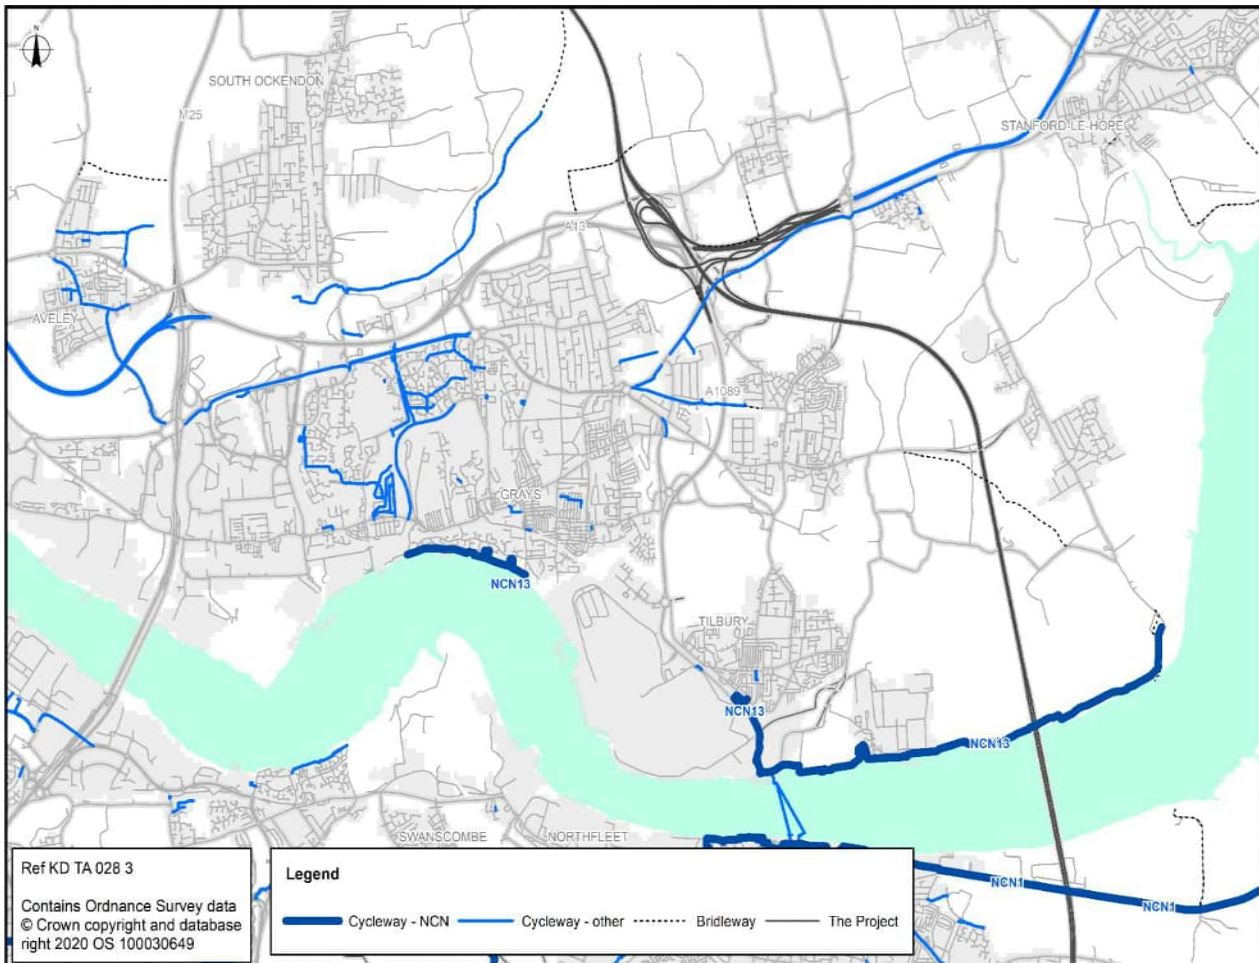 N
SOUTH OCKENDON
M25
STANFORD-LE-HOPE
A13
AVELEY
A1089
GRAYS
NCN13
TILBURY
NCN13
NCN13
SWANSCOMBE
NORTHFLEET
NCN1
NCN1
Ref KD TA 028 3
Contains Ordnance Survey data
© Crown copyright and database
right 2020 OS 100030649
Legend
Cycleway - NCN
Cycleway - other
Bridleway
The Project